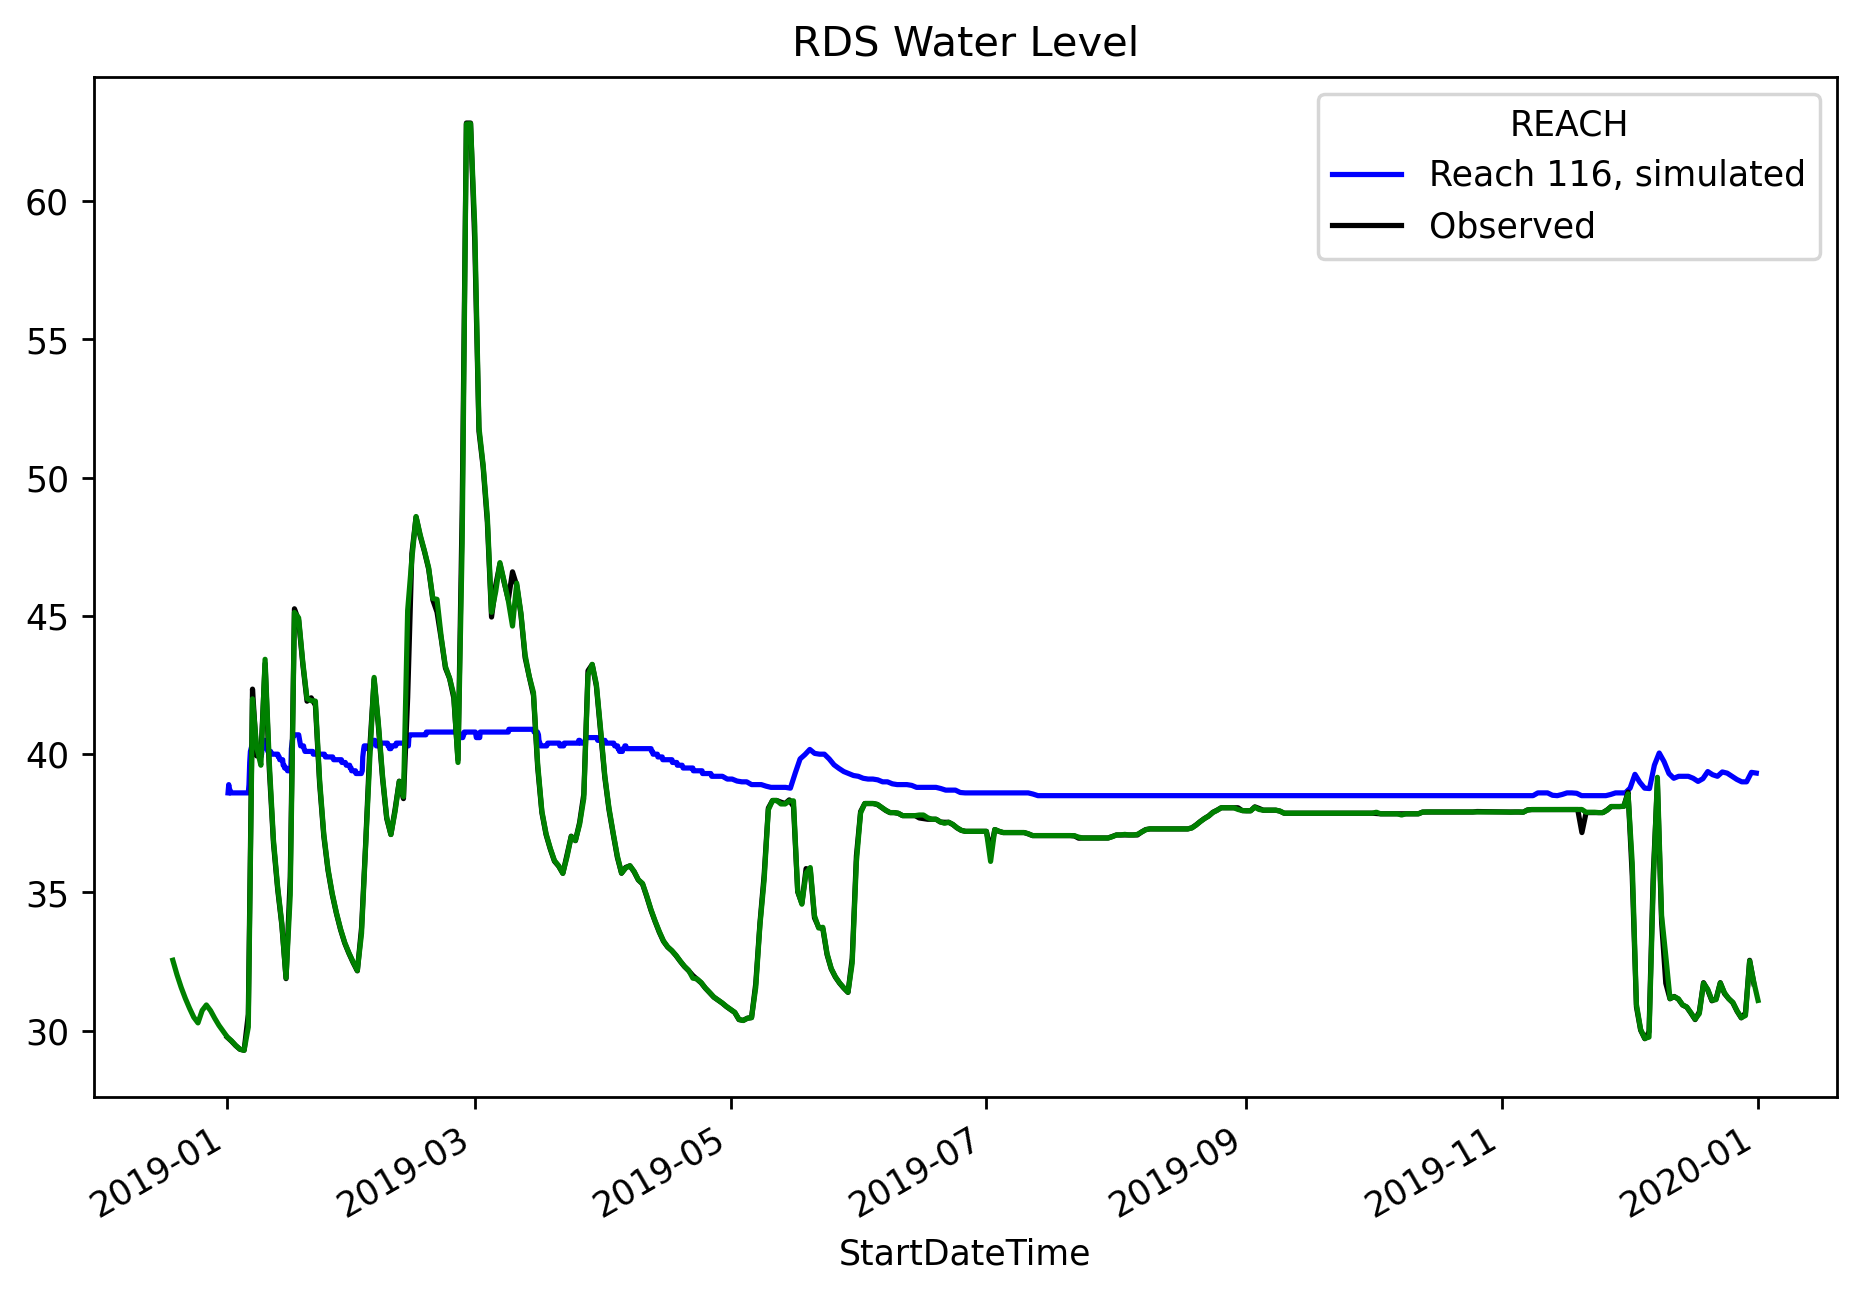 RDS Water Level
REACH
Reach 116, simulated
Observed
60
55
50
45
40
35
30
2019-01
2019-03
2019-05
2019-07
2019-09
2019-11
2020-01
StartDateTime